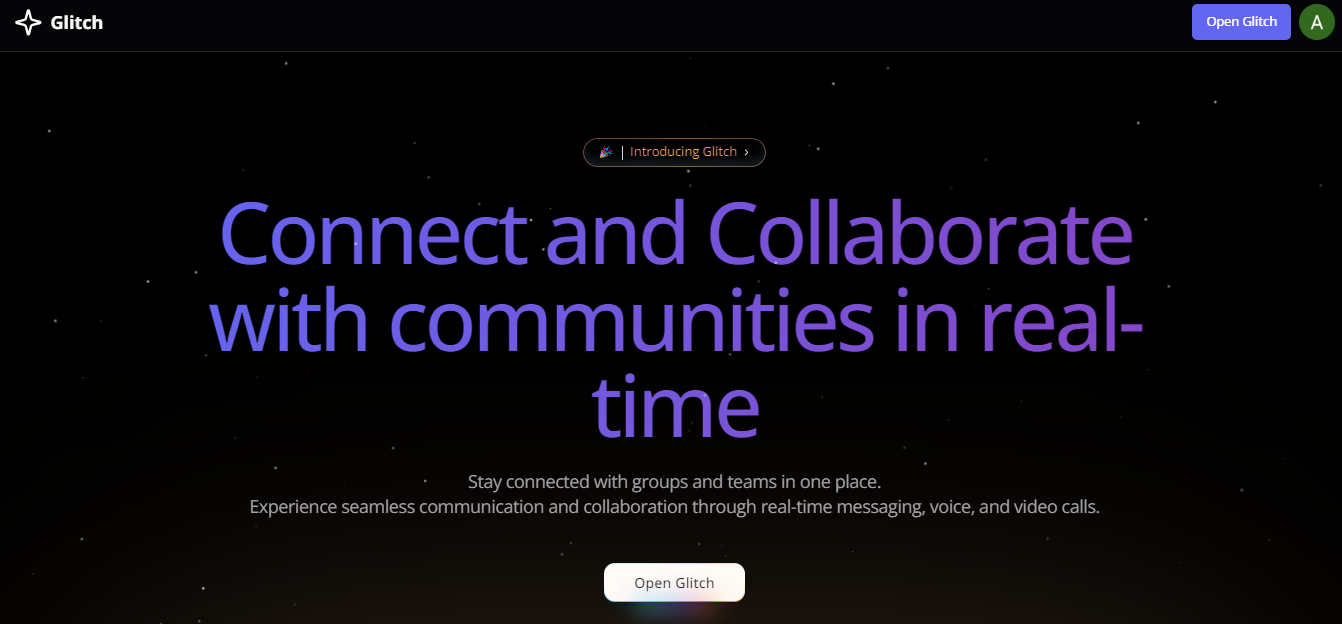 Glitch
Open Glitch
A
🎉 | Introducing Glitch ›
Connect and Collaborate
with communities in real-
time
Stay connected with groups and teams in one place.
Experience seamless communication and collaboration through real-time messaging, voice, and video calls.
Open Glitch